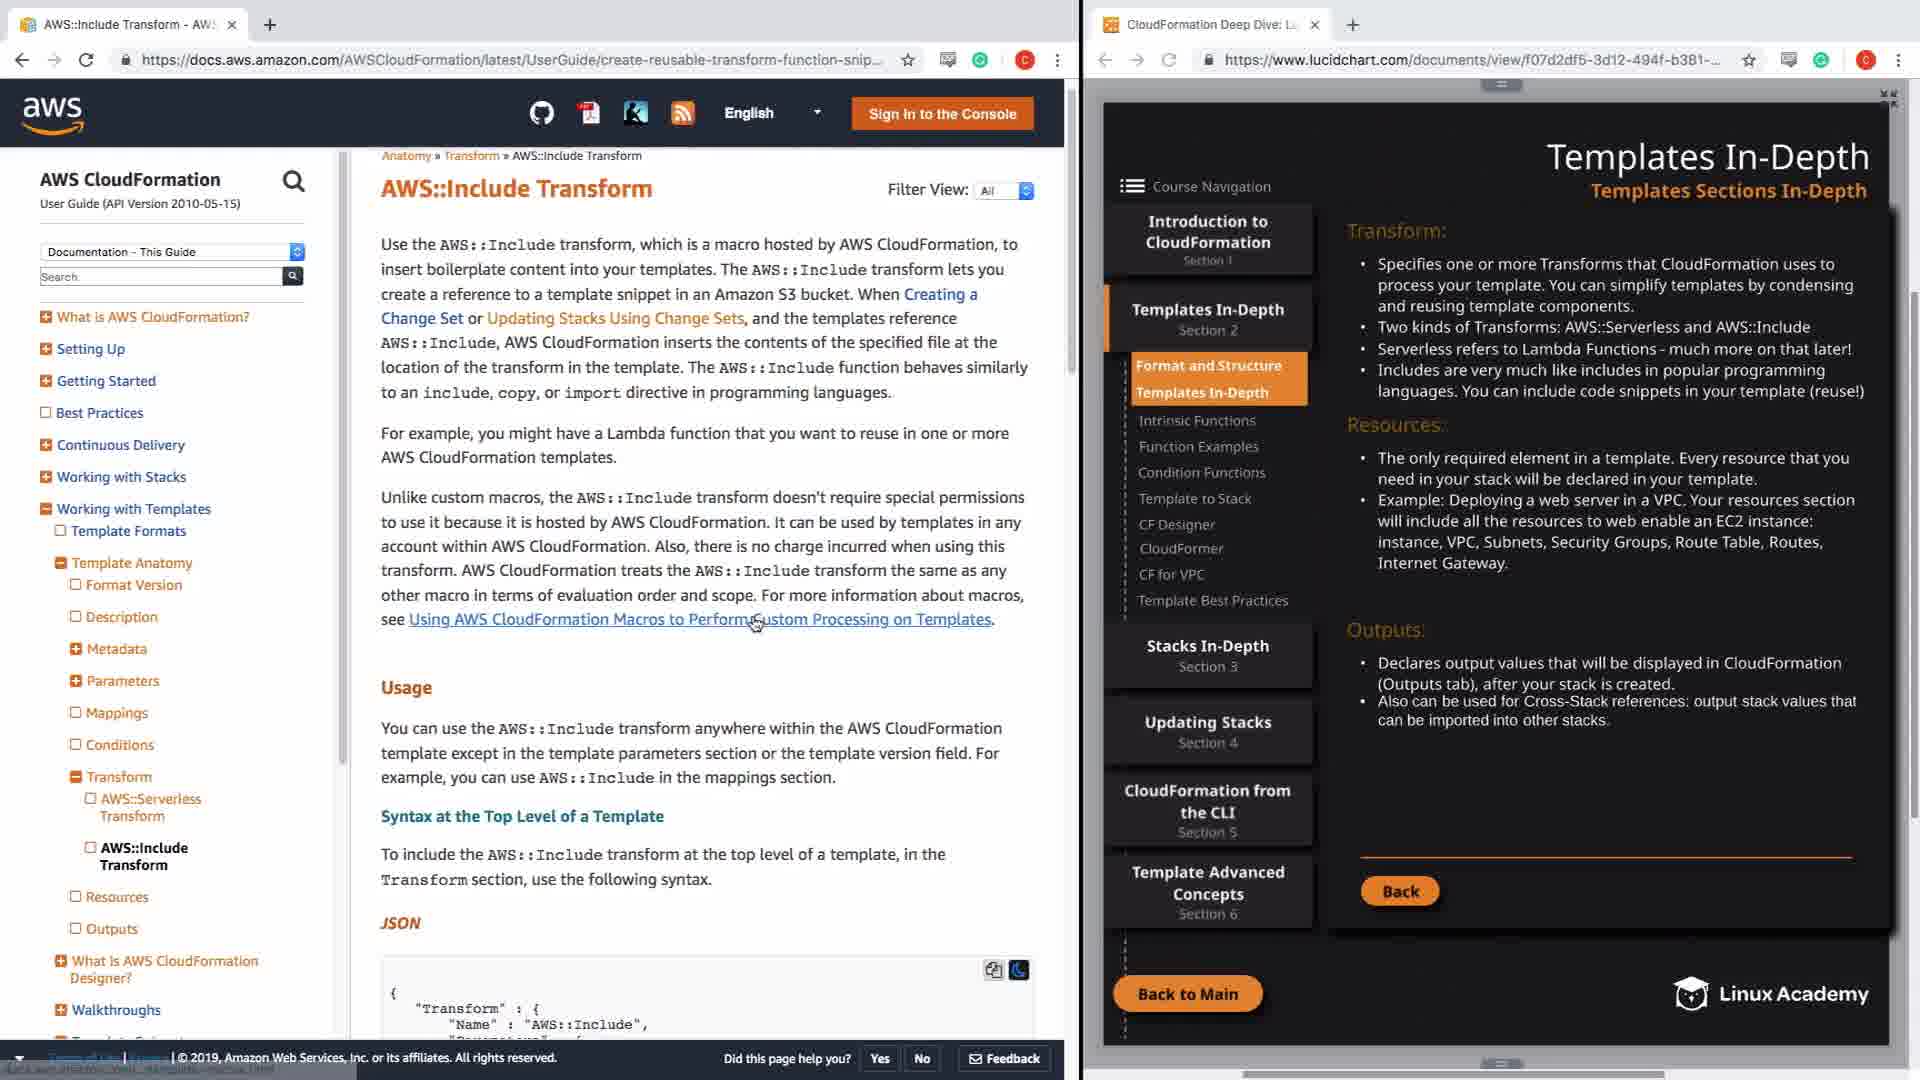 AWS::Include Transform - AWS
https://docs.aws.amazon.com/AWSCloudFormation/latest/UserGuide/create-reusable-transform-function-snip...
aws
English
Sign In to the Console
AWS CloudFormation
User Guide (API Version 2010-05-15)
Documentation - This Guide
Search
What is AWS CloudFormation?
Setting Up
Getting Started
Best Practices
Continuous Delivery
Working with Stacks
Working with Templates
Template Formats
Template Anatomy
Format Version
Description
Metadata
Parameters
Mappings
Conditions
Transform
AWS::Serverless
Transform
AWS::Include
Transform
Resources
Outputs
What Is AWS CloudFormation
Designer?
Walkthroughs
Anatomy » Transform » AWS::Include Transform
AWS::Include Transform
Filter View: All
Use the AWS::Include transform, which is a macro hosted by AWS CloudFormation, to
insert boilerplate content into your templates. The AWS::Include transform lets you
create a reference to a template snippet in an Amazon S3 bucket. When Creating a
Change Set or Updating Stacks Using Change Sets, and the templates reference
AWS::Include, AWS CloudFormation inserts the contents of the specified file at the
location of the transform in the template. The AWS::Include function behaves similarly
to an include, copy, or import directive in programming languages.
For example, you might have a Lambda function that you want to reuse in one or more
AWS CloudFormation templates.
Unlike custom macros, the AWS::Include transform doesn't require special permissions
to use it because it is hosted by AWS CloudFormation. It can be used by templates in any
account within AWS CloudFormation. Also, there is no charge incurred when using this
transform. AWS CloudFormation treats the AWS::Include transform the same as any
other macro in terms of evaluation order and scope. For more information about macros,
see Using AWS CloudFormation Macros to Perform Custom Processing on Templates.
Usage
You can use the AWS::Include transform anywhere within the AWS CloudFormation
template except in the template parameters section or the template version field. For
example, you can use AWS::Include in the mappings section.
Syntax at the Top Level of a Template
To include the AWS::Include transform at the top level of a template, in the
Transform section, use the following syntax.
JSON
{
"Transform" : {
"Name" : "AWS::Include",
© 2019, Amazon Web Services, Inc. or its affiliates. All rights reserved.
Did this page help you?
Yes
No
Feedback
CloudFormation Deep Dive: Lu
https://www.lucidchart.com/documents/view/f07d2df5-3d12-494f-b381-...
Templates In-Depth
Templates Sections In-Depth
Course Navigation
Introduction to
CloudFormation
Section 1
Templates In-Depth
Section 2
Format and Structure
Templates In-Depth
Intrinsic Functions
Function Examples
Condition Functions
Template to Stack
CF Designer
CloudFormer
CF for VPC
Template Best Practices
Stacks In-Depth
Section 3
Updating Stacks
Section 4
CloudFormation from
the CLI
Section 5
Template Advanced
Concepts
Section 6
Back to Main
Transform:
• Specifies one or more Transforms that CloudFormation uses to
process your template. You can simplify templates by condensing
and reusing template components.
• Two kinds of Transforms: AWS::Serverless and AWS::Include
• Serverless refers to Lambda Functions - much more on that later!
• Includes are very much like includes in popular programming
languages. You can include code snippets in your template (reuse!)
Resources:
• The only required element in a template. Every resource that you
need in your stack will be declared in your template.
• Example: Deploying a web server in a VPC. Your resources section
will include all the resources to web enable an EC2 instance:
instance, VPC, Subnets, Security Groups, Route Table, Routes,
Internet Gateway.
Outputs:
• Declares output values that will be displayed in CloudFormation
(Outputs tab), after your stack is created.
• Also can be used for Cross-Stack references: output stack values that
can be imported into other stacks.
Back
Linux Academy